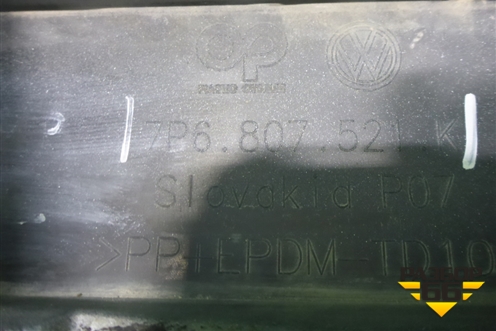 7P6.807.521 K
Slovakia P07
>PP+EPDM-TD10